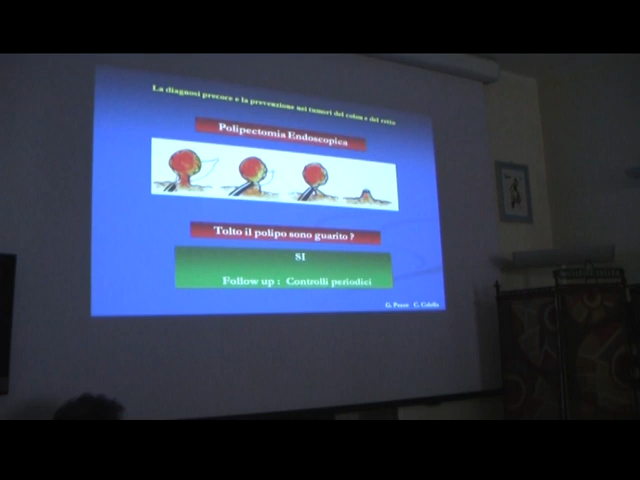 La diagnosi precoce e la prevenzione nei tumori del colon e del retto
Polipectomia Endoscopica
Tolto il polipo sono guarito ?
SI
Follow up : Controlli periodici